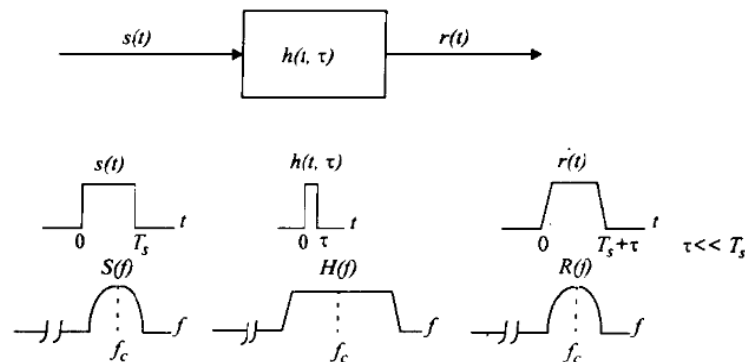 s(t)
h(t, τ)
r(t)
s(t)
h(t, τ)
r(t)
t
t
t
0
T_s
0 τ
0
T_s+τ
τ<< T_s
S(f)
H(f)
R(f)
f
f
f
f_c
f_c
f_c